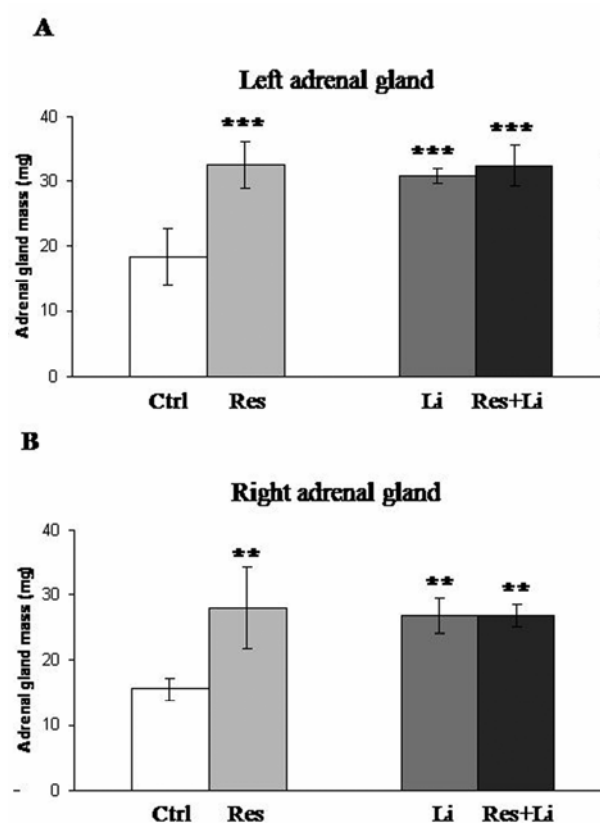 A
Left adrenal gland
Adrenal gland mass (mg)
40
30
20
10
0
***
***
***
Ctrl Res Li Res+Li
B
Right adrenal gland
Adrenal gland mass (mg)
40
30
20
10
0
**
**
**
Ctrl Res Li Res+Li